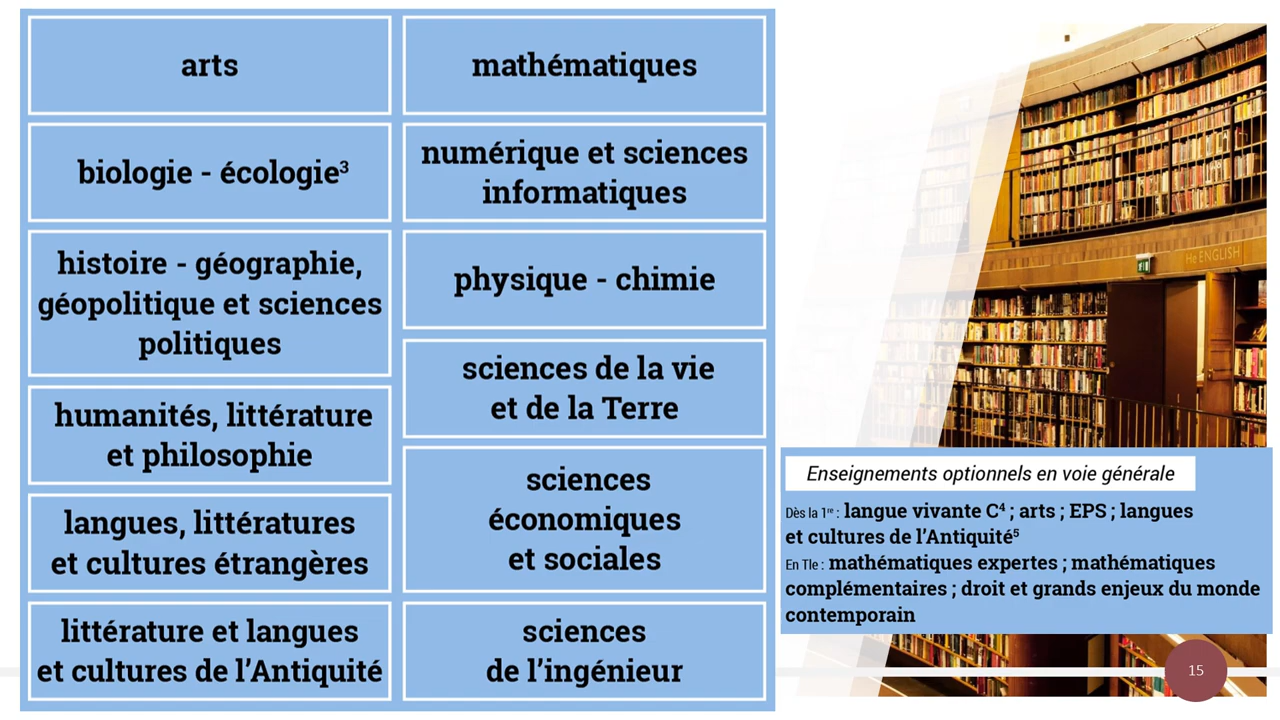 arts
biologie - écologie³
histoire - géographie,
géopolitique et sciences
politiques
humanités, littérature
et philosophie
langues, littératures
et cultures étrangères
littérature et langues
et cultures de l’Antiquité
mathématiques
numérique et sciences
informatiques
physique - chimie
sciences de la vie
et de la Terre
sciences
économiques
et sociales
sciences
de l’ingénieur
He ENGLISH
Enseignements optionnels en voie générale
Dès la 1ʳᵉ : langue vivante C⁴ ; arts ; EPS ; langues
et cultures de l’Antiquité⁵
En Tle : mathématiques expertes ; mathématiques
complémentaires ; droit et grands enjeux du monde
contemporain
15